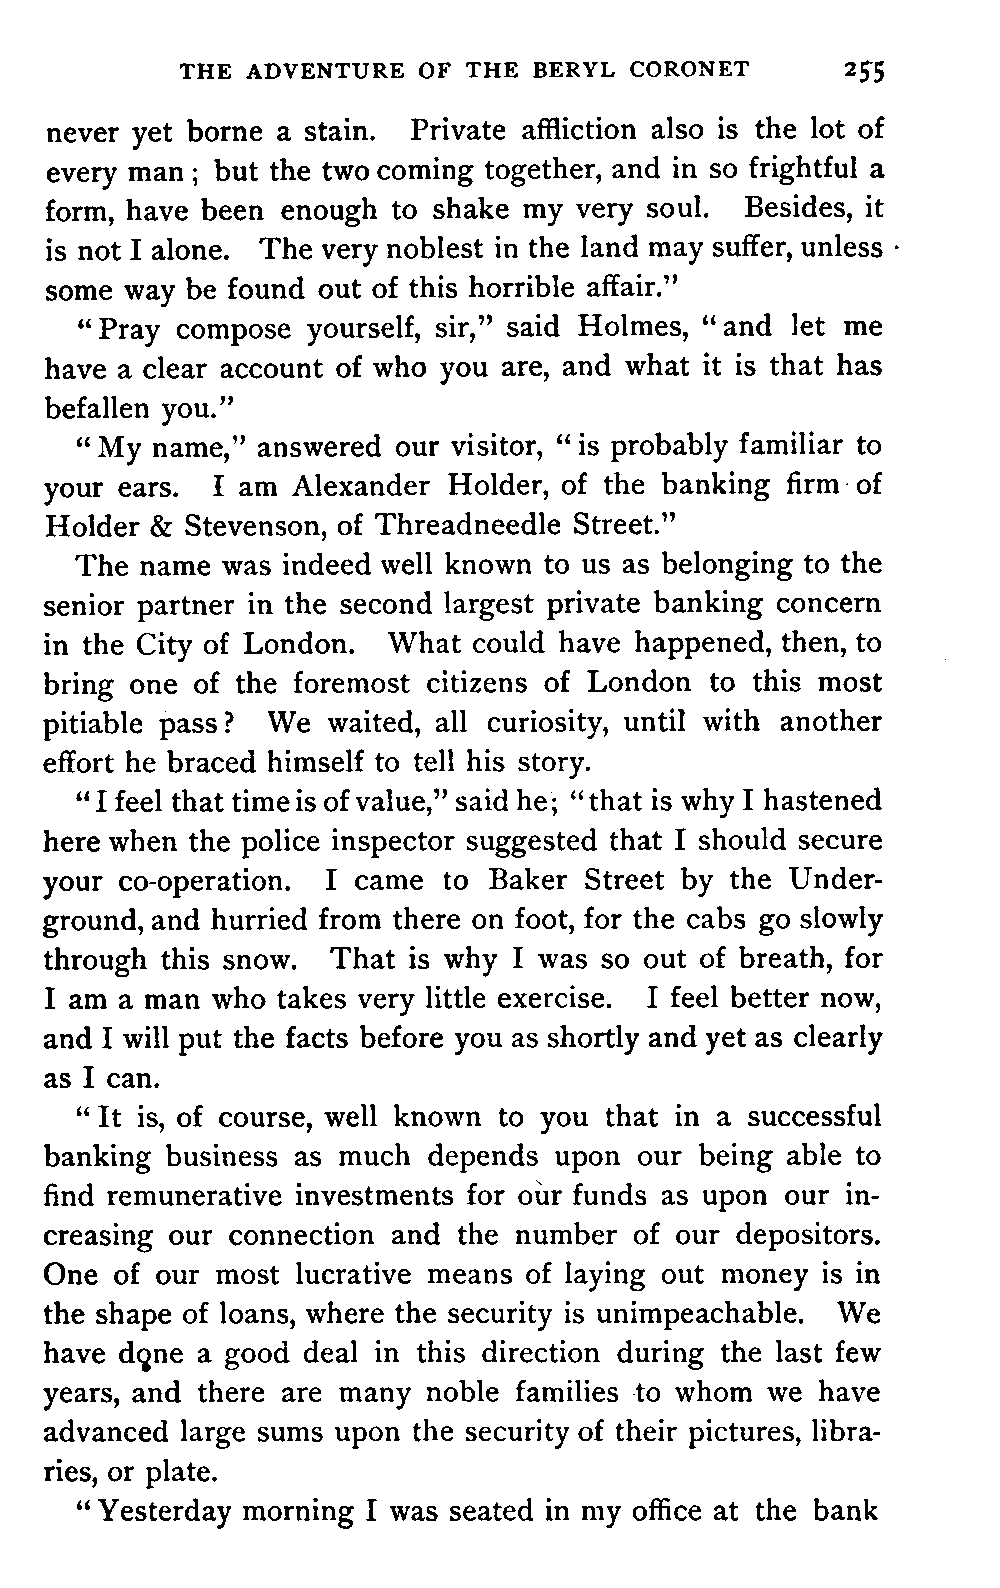 THE ADVENTURE OF THE BERYL CORONET 255
never yet borne a stain. Private affliction also is the lot of
every man ; but the two coming together, and in so frightful a
form, have been enough to shake my very soul. Besides, it
is not I alone. The very noblest in the land may suffer, unless
some way be found out of this horrible affair.”
“ Pray compose yourself, sir,” said Holmes, “ and let me
have a clear account of who you are, and what it is that has
befallen you.”
“ My name,” answered our visitor, “ is probably familiar to
your ears. I am Alexander Holder, of the banking firm of
Holder & Stevenson, of Threadneedle Street.”
The name was indeed well known to us as belonging to the
senior partner in the second largest private banking concern
in the City of London. What could have happened, then, to
bring one of the foremost citizens of London to this most
pitiable pass ? We waited, all curiosity, until with another
effort he braced himself to tell his story.
“ I feel that time is of value,” said he ; “ that is why I hastened
here when the police inspector suggested that I should secure
your co-operation. I came to Baker Street by the Under-
ground, and hurried from there on foot, for the cabs go slowly
through this snow. That is why I was so out of breath, for
I am a man who takes very little exercise. I feel better now,
and I will put the facts before you as shortly and yet as clearly
as I can.
“ It is, of course, well known to you that in a successful
banking business as much depends upon our being able to
find remunerative investments for our funds as upon our in-
creasing our connection and the number of our depositors.
One of our most lucrative means of laying out money is in
the shape of loans, where the security is unimpeachable. We
have done a good deal in this direction during the last few
years, and there are many noble families to whom we have
advanced large sums upon the security of their pictures, libra-
ries, or plate.
“ Yesterday morning I was seated in my office at the bank